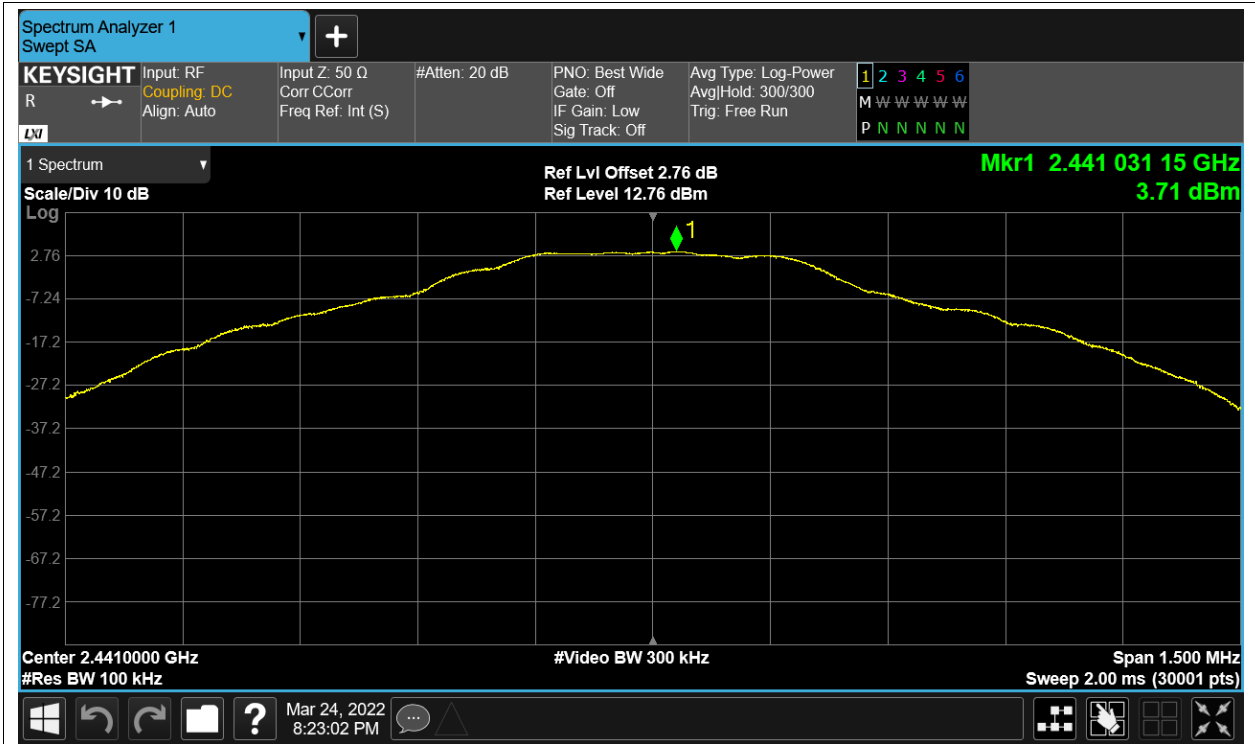 Spectrum Analyzer 1
Swept SA
KEYSIGHT
R
LXI
Input: RF
Coupling: DC
Align: Auto
Input Z: 50 Ω
Corr CCorr
Freq Ref: Int (S)
#Atten: 20 dB
PNO: Best Wide
Gate: Off
IF Gain: Low
Sig Track: Off
Avg Type: Log-Power
Avg|Hold: 300/300
Trig: Free Run
1 2 3 4 5 6
M W W W W W W
P N N N N N
1 Spectrum
Scale/Div 10 dB
Log
Ref Lvl Offset 2.76 dB
Ref Level 12.76 dBm
Mkr1 2.441 031 15 GHz
3.71 dBm
1
2.76
-7.24
-17.2
-27.2
-37.2
-47.2
-57.2
-67.2
-77.2
Center 2.4410000 GHz
#Video BW 300 kHz
Span 1.500 MHz
#Res BW 100 kHz
Sweep 2.00 ms (30001 pts)
?
Mar 24, 2022
8:23:02 PM